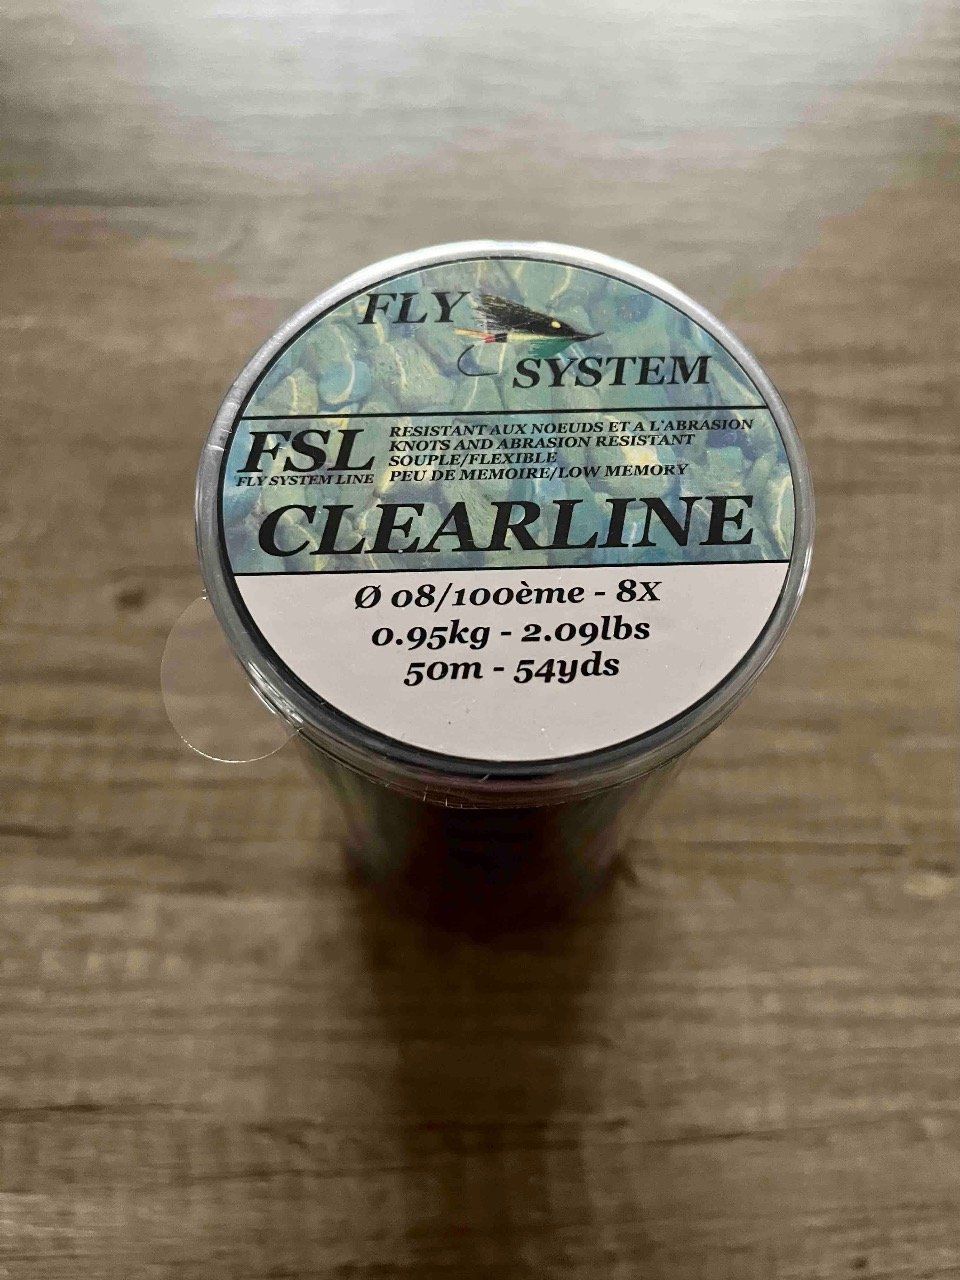 FLY
SYSTEM
FSL
FLY SYSTEM LINE
RESISTANT AUX NOEUDS ET A L'ABRASION
KNOTS AND ABRASION RESISTANT
SOUPLE/FLEXIBLE
PEU DE MEMOIRE/LOW MEMORY
CLEARLINE
Ø 08/100ème - 8X
0.95kg - 2.09lbs
50m - 54yds